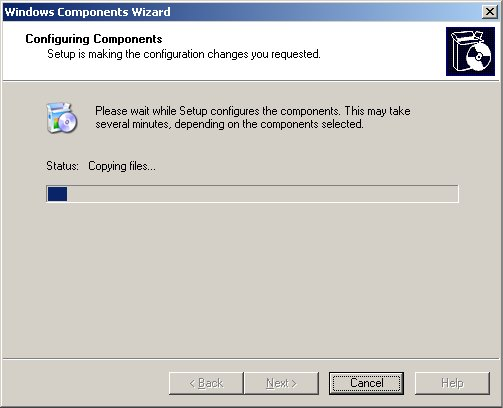 Windows Components Wizard
Configuring Components
Setup is making the configuration changes you requested.
Please wait while Setup configures the components. This may take
several minutes, depending on the components selected.
Status: Copying files...
< Back Next > Cancel Help